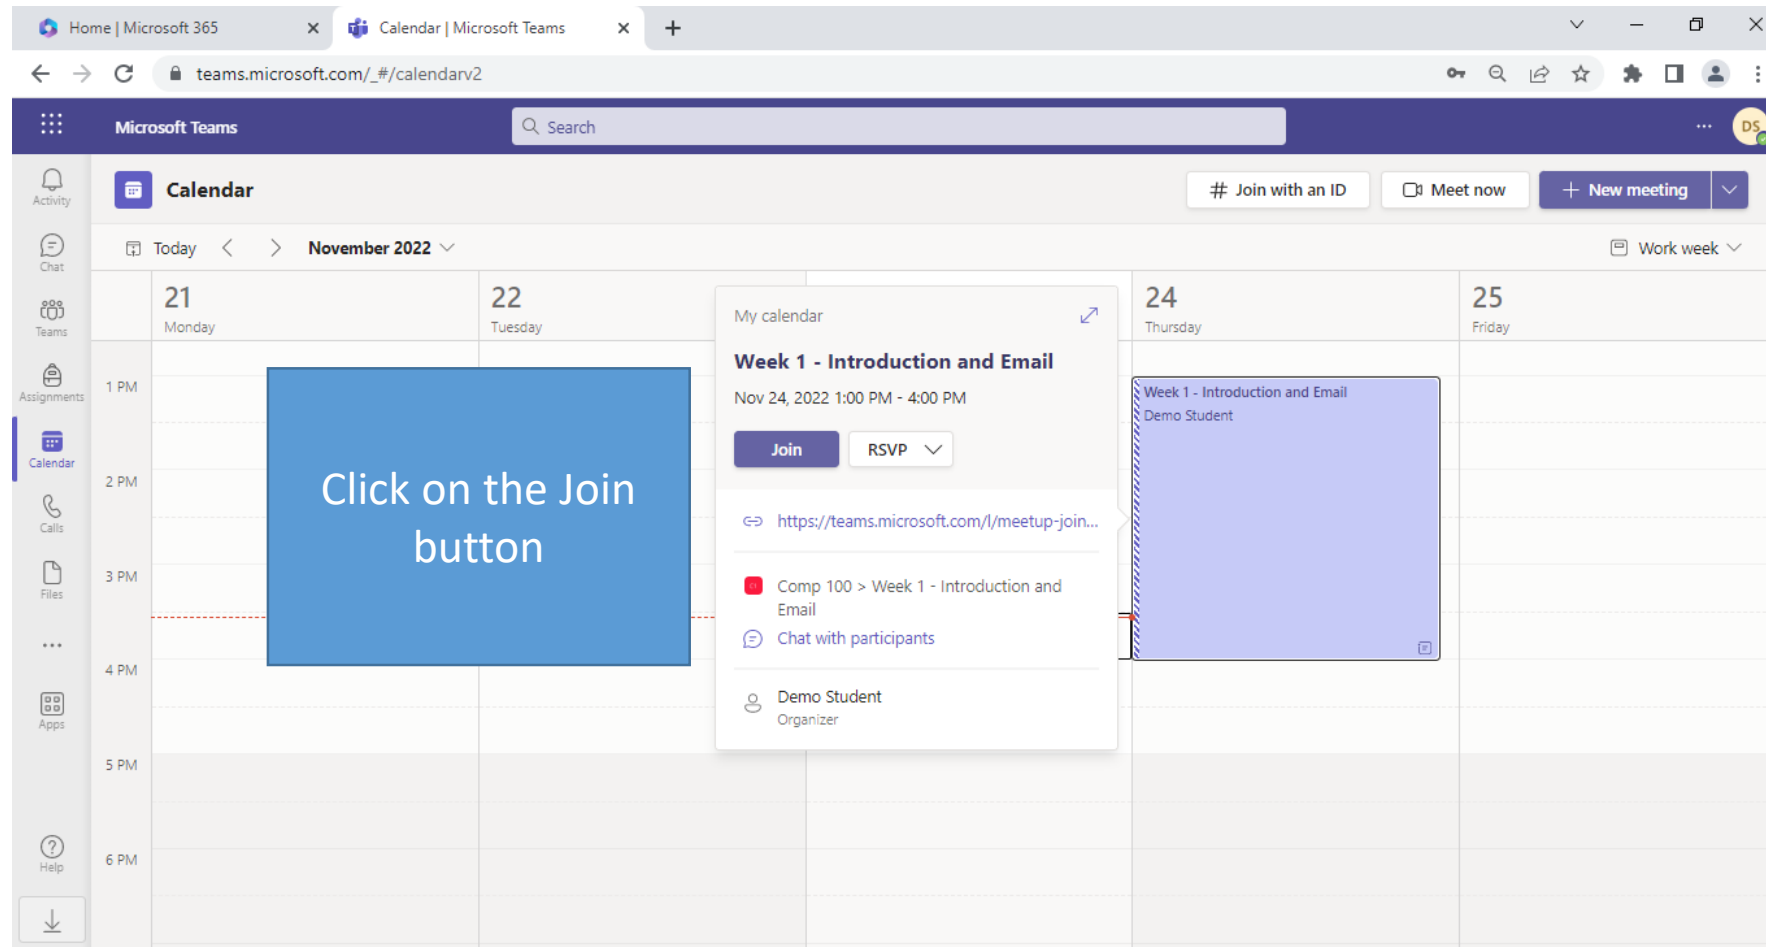 Home | Microsoft 365
Calendar | Microsoft Teams
teams.microsoft.com/_#/calendarv2
Microsoft Teams
Search
DS
Activity
Chat
Teams
Assignments
Calendar
Calls
Files
Apps
Help
Calendar
# Join with an ID
Meet now
+ New meeting
Today
November 2022
Work week
21
Monday
22
Tuesday
24
Thursday
25
Friday
1 PM
2 PM
3 PM
4 PM
5 PM
6 PM
Click on the Join
button
My calendar
Week 1 - Introduction and Email
Nov 24, 2022 1:00 PM - 4:00 PM
Join
RSVP
https://teams.microsoft.com/l/meetup-join...
Comp 100 > Week 1 - Introduction and
Email
Chat with participants
Demo Student
Organizer
Week 1 - Introduction and Email
Demo Student